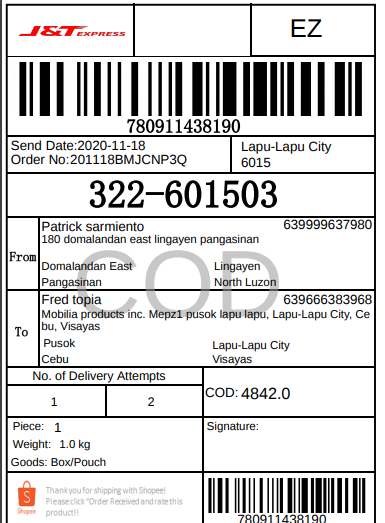 J&T EXPRESS
EZ
780911438190
Send Date:2020-11-18
Order No:201118BMJCNP3Q
Lapu-Lapu City
6015
322-601503
From
Patrick sarmiento 639999637980
180 domalandan east lingayen pangasinan
Domalandan East Lingayen
Pangasinan North Luzon
COD
To
Fred topia 639666383968
Mobilia products inc. Mepz1 pusok lapu lapu, Lapu-Lapu City, Ce
bu, Visayas
Pusok Lapu-Lapu City
Cebu Visayas
No. of Delivery Attempts
1 2
COD: 4842.0
Piece: 1
Weight: 1.0 kg
Goods: Box/Pouch
Signature:
Shopee
Thank you for shipping with Shopee!
Please click "Order Received and rate this
product!!
780911438190